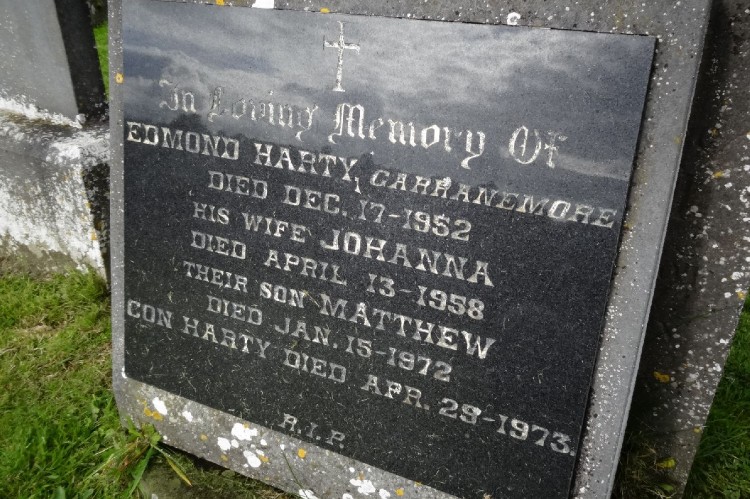 In Loving Memory Of
EDMOND HARTY, GARRANEMORE
DIED DEC. 17-1952
HIS WIFE JOHANNA
DIED APRIL 13-1958
THEIR SON MATTHEW
DIED JAN. 15-1972
CON HARTY DIED APR. 29-1973.
R.I.P.